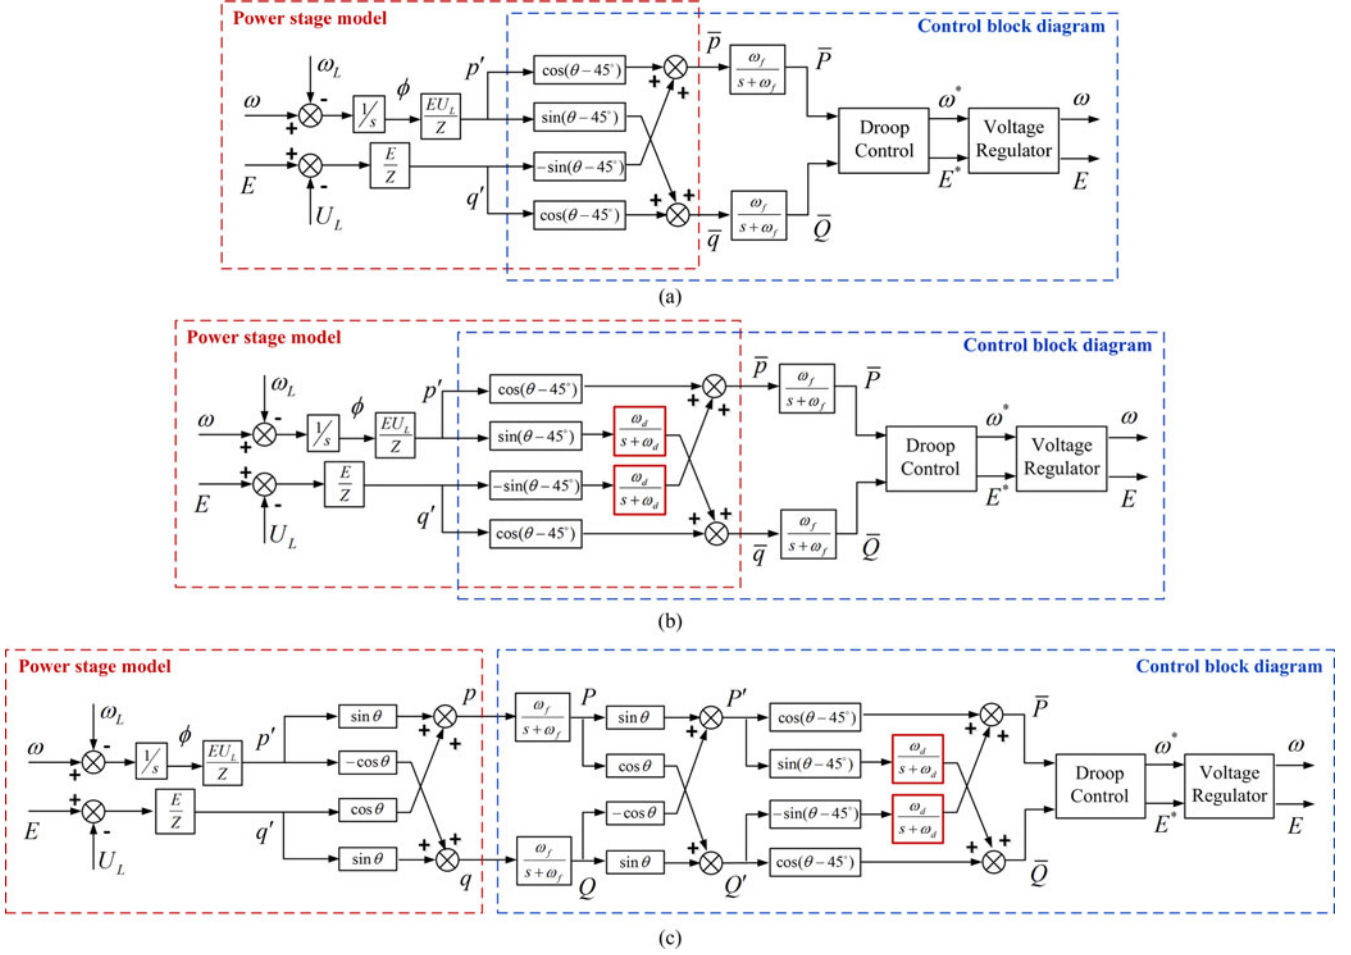 Power stage model
Control block diagram
ω_L
ω
-
+
1/s
ϕ
EU_L/Z
p′
cos(θ−45°)
sin(θ−45°)
−sin(θ−45°)
cos(θ−45°)
E
+
-
U_L
E/Z
q′
+
+
+
+
p̅
ω_f/(s+ω_f)
P̅
q̅
ω_f/(s+ω_f)
Q̅
Droop
Control
ω*
E*
Voltage
Regulator
ω
E
(a)
Power stage model
Control block diagram
ω_L
ω
-
+
1/s
ϕ
EU_L/Z
p′
cos(θ−45°)
sin(θ−45°)
ω_d/(s+ω_d)
−sin(θ−45°)
ω_d/(s+ω_d)
cos(θ−45°)
E
+
-
U_L
E/Z
q′
+
+
+
+
p̅
ω_f/(s+ω_f)
P̅
q̅
ω_f/(s+ω_f)
Q̅
Droop
Control
ω*
E*
Voltage
Regulator
ω
E
(b)
Power stage model
Control block diagram
ω_L
ω
-
+
1/s
ϕ
EU_L/Z
p′
sin θ
−cos θ
cos θ
sin θ
E
+
-
U_L
E/Z
q′
+
+
+
+
p
ω_f/(s+ω_f)
P
q
ω_f/(s+ω_f)
Q
sin θ
cos θ
−cos θ
sin θ
+
+
+
+
P′
Q′
cos(θ−45°)
sin(θ−45°)
ω_d/(s+ω_d)
−sin(θ−45°)
ω_d/(s+ω_d)
cos(θ−45°)
+
+
+
+
P̅
Q̅
Droop
Control
ω*
E*
Voltage
Regulator
ω
E
(c)